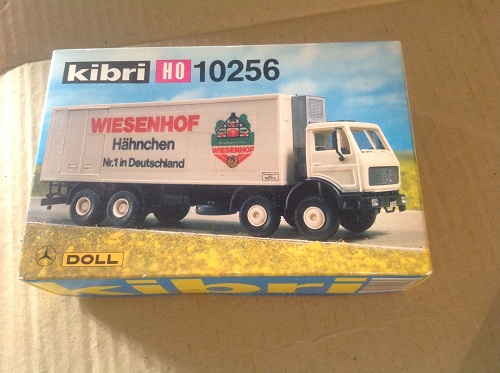 kibri HO 10256
WIESENHOF
Hähnchen
Nr.1 in Deutschland
WIESENHOF
DOLL
kibri